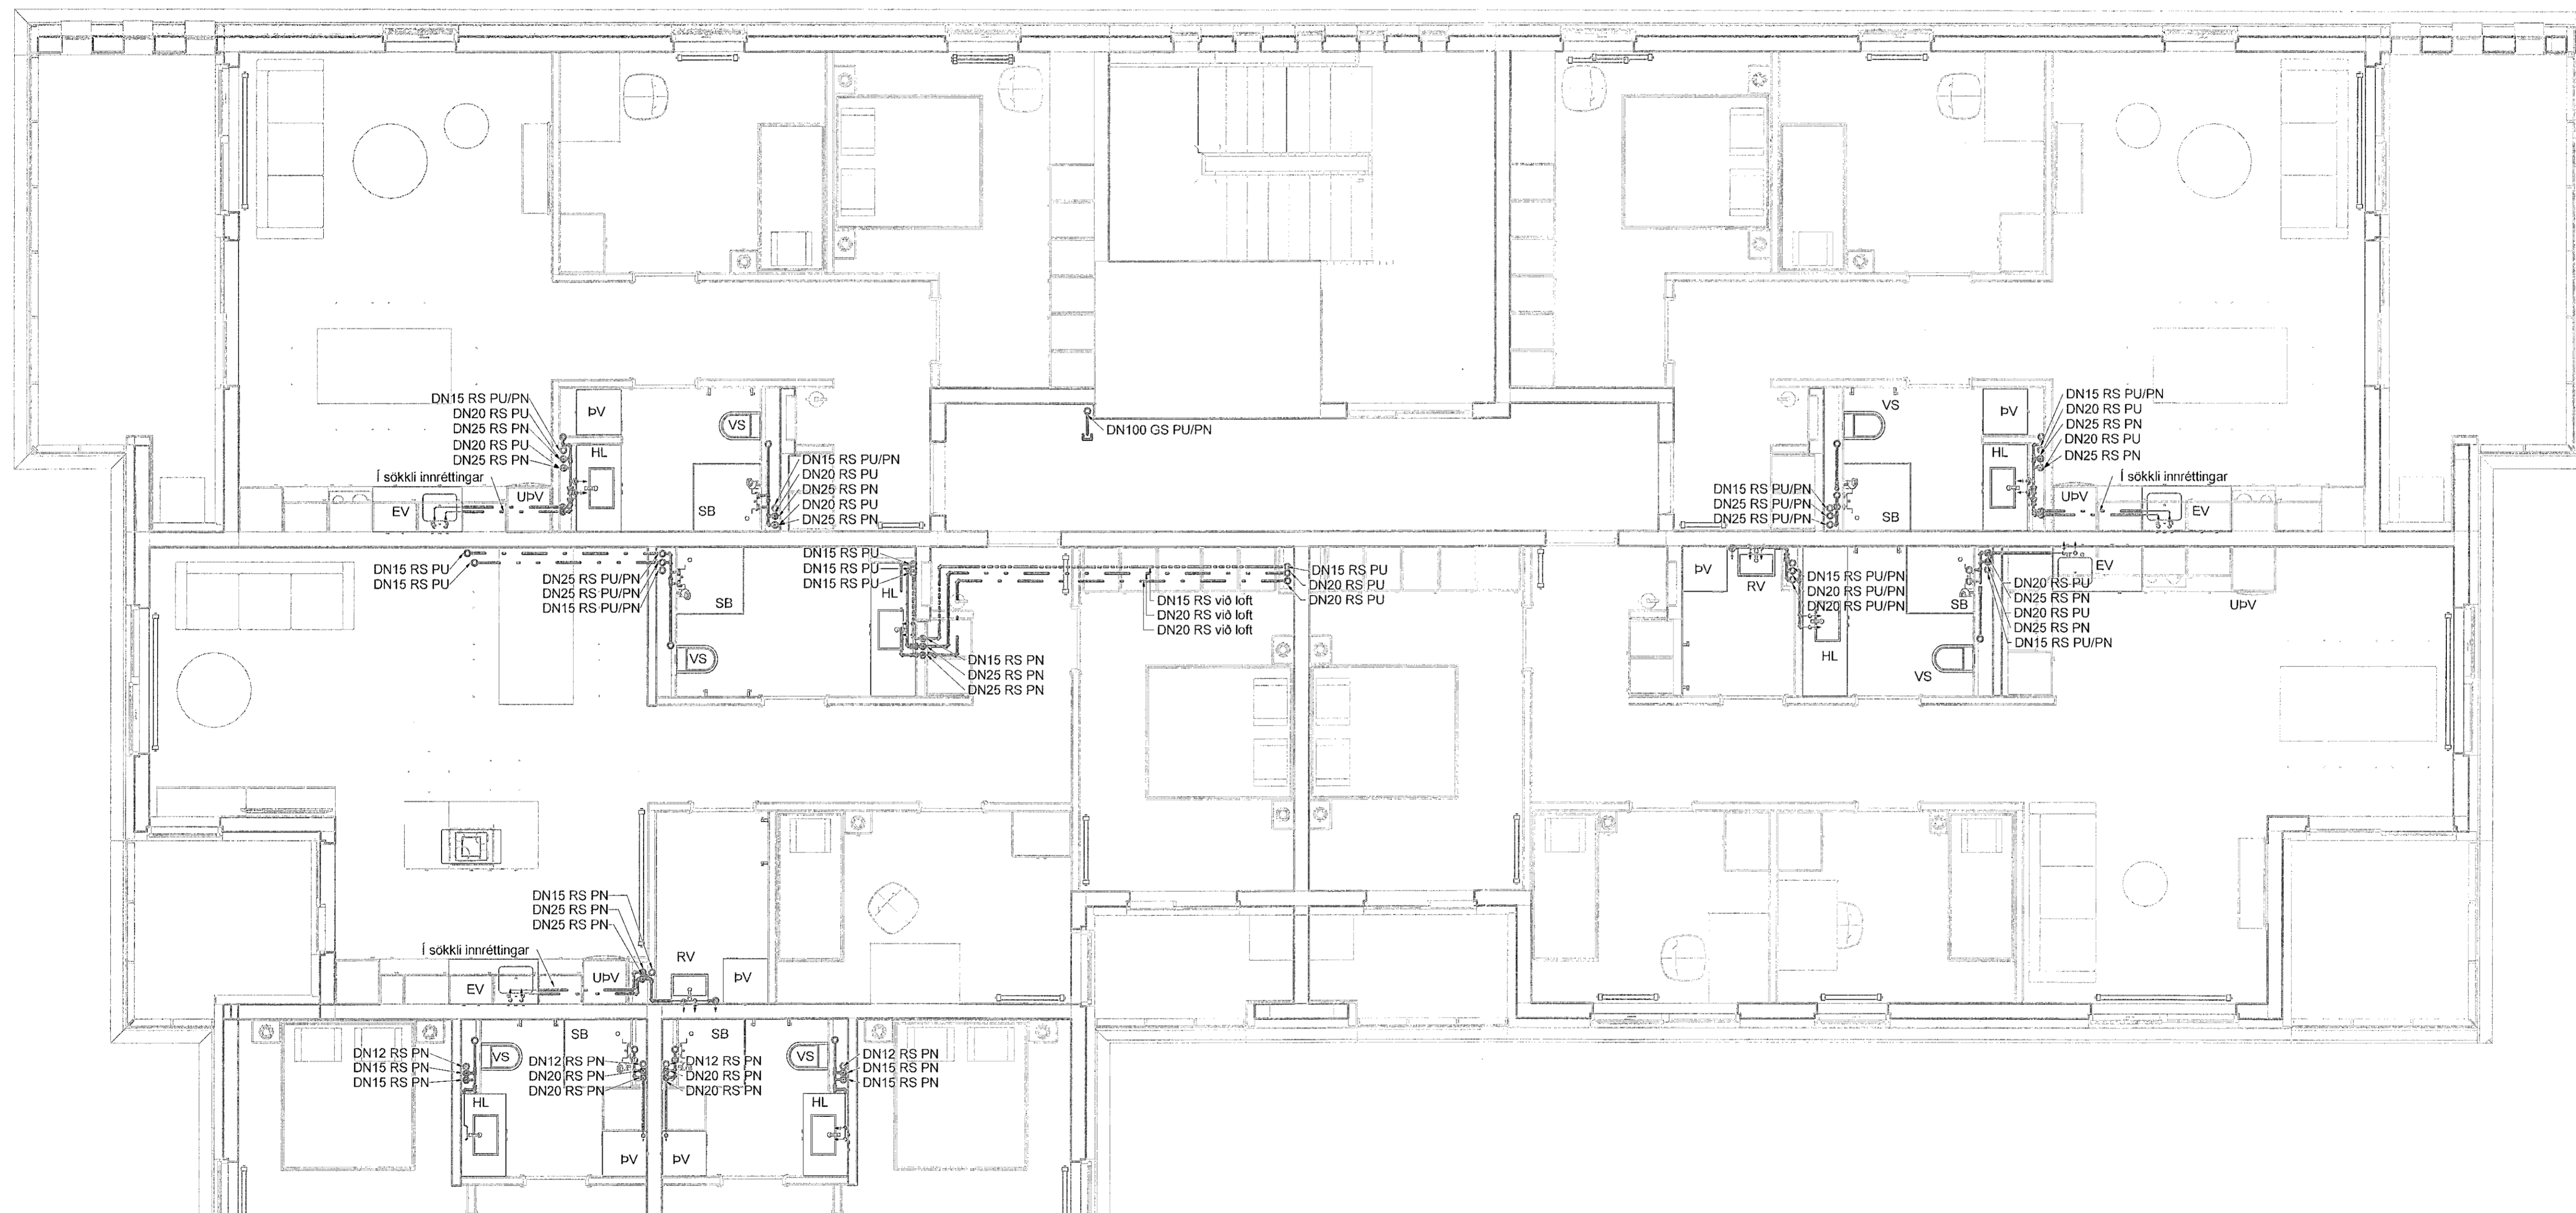 DN15 RS PU/PN
DN20 RS PU
DN25 RS PN
DN20 RS PU
DN25 RS PN
Í sökkli innréttingar
EV
UÞV
ÞV
HL
VS
SB
DN15 RS PU/PN
DN20 RS PU
DN25 RS PN
DN20 RS PU
DN25 RS PN
DN100 GS PU/PN
DN15 RS PU/PN
DN25 RS PU/PN
DN25 RS PU/PN
VS
SB
ÞV
HL
DN15 RS PU/PN
DN20 RS PU
DN25 RS PN
DN20 RS PU
DN25 RS PN
Í sökkli innréttingar
UÞV
EV
DN15 RS PU
DN15 RS PU
DN25 RS PU/PN
DN25 RS PU/PN
DN15 RS PU/PN
SB
VS
DN15 RS PU
DN15 RS PU
DN15 RS PU
HL
DN15 RS PN
DN25 RS PN
DN25 RS PN
DN15 RS við loft
DN20 RS við loft
DN20 RS við loft
DN15 RS PU
DN20 RS PU
DN20 RS PU
ÞV
RV
DN15 RS PU/PN
DN20 RS PU/PN
DN20 RS PU/PN
HL
SB
VS
DN20 RS PU
DN25 RS PN
DN20 RS PU
DN25 RS PN
DN15 RS PU/PN
EV
UÞV
DN15 RS PN
DN25 RS PN
DN25 RS PN
Í sökkli innréttingar
EV
UÞV
RV
ÞV
DN12 RS PN
DN15 RS PN
DN15 RS PN
VS
SB
HL
DN12 RS PN
DN20 RS PN
DN20 RS PN
ÞV
SB
DN12 RS PN
DN20 RS PN
DN20 RS PN
ÞV
VS
HL
DN12 RS PN
DN15 RS PN
DN15 RS PN